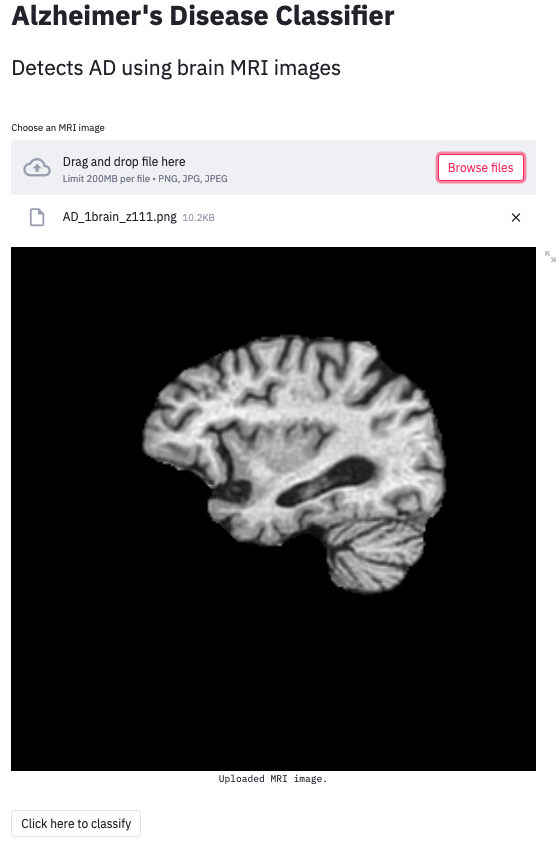 Alzheimer's Disease Classifier
Detects AD using brain MRI images
Choose an MRI image
Drag and drop file here
Limit 200MB per file • PNG, JPG, JPEG
Browse files
AD_1brain_z111.png 10.2KB
Uploaded MRI image.
Click here to classify